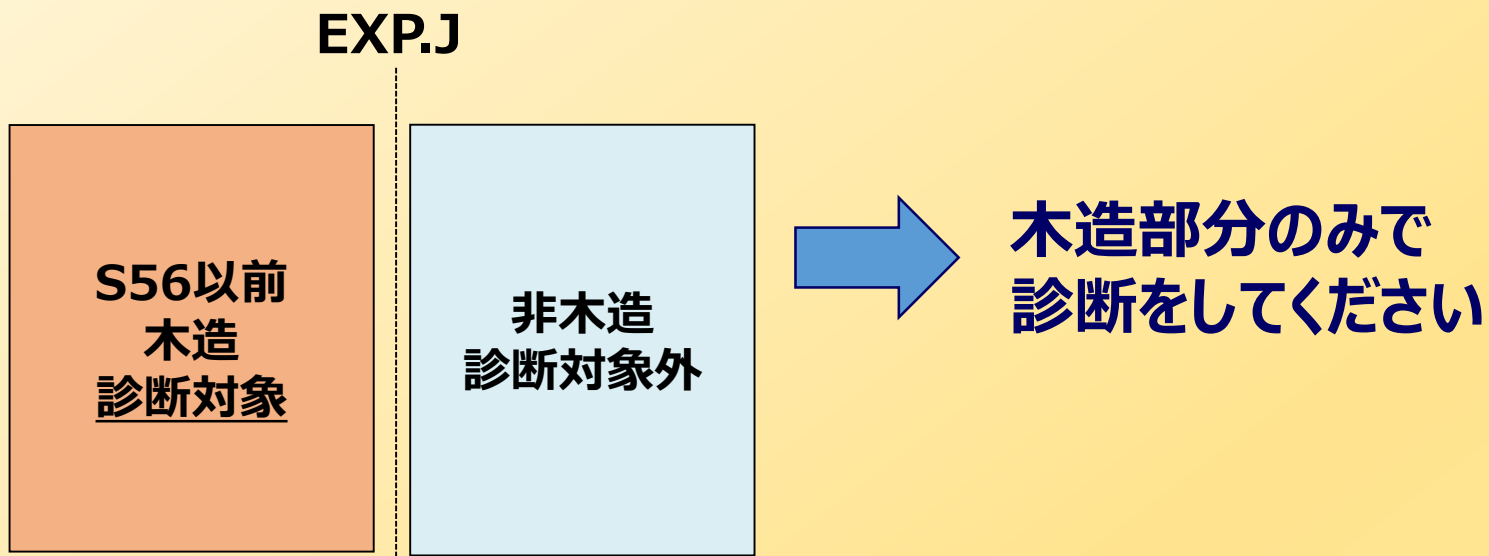 EXP.J
S56以前
木造
診断対象
非木造
診断対象外
木造部分のみで
診断をしてください